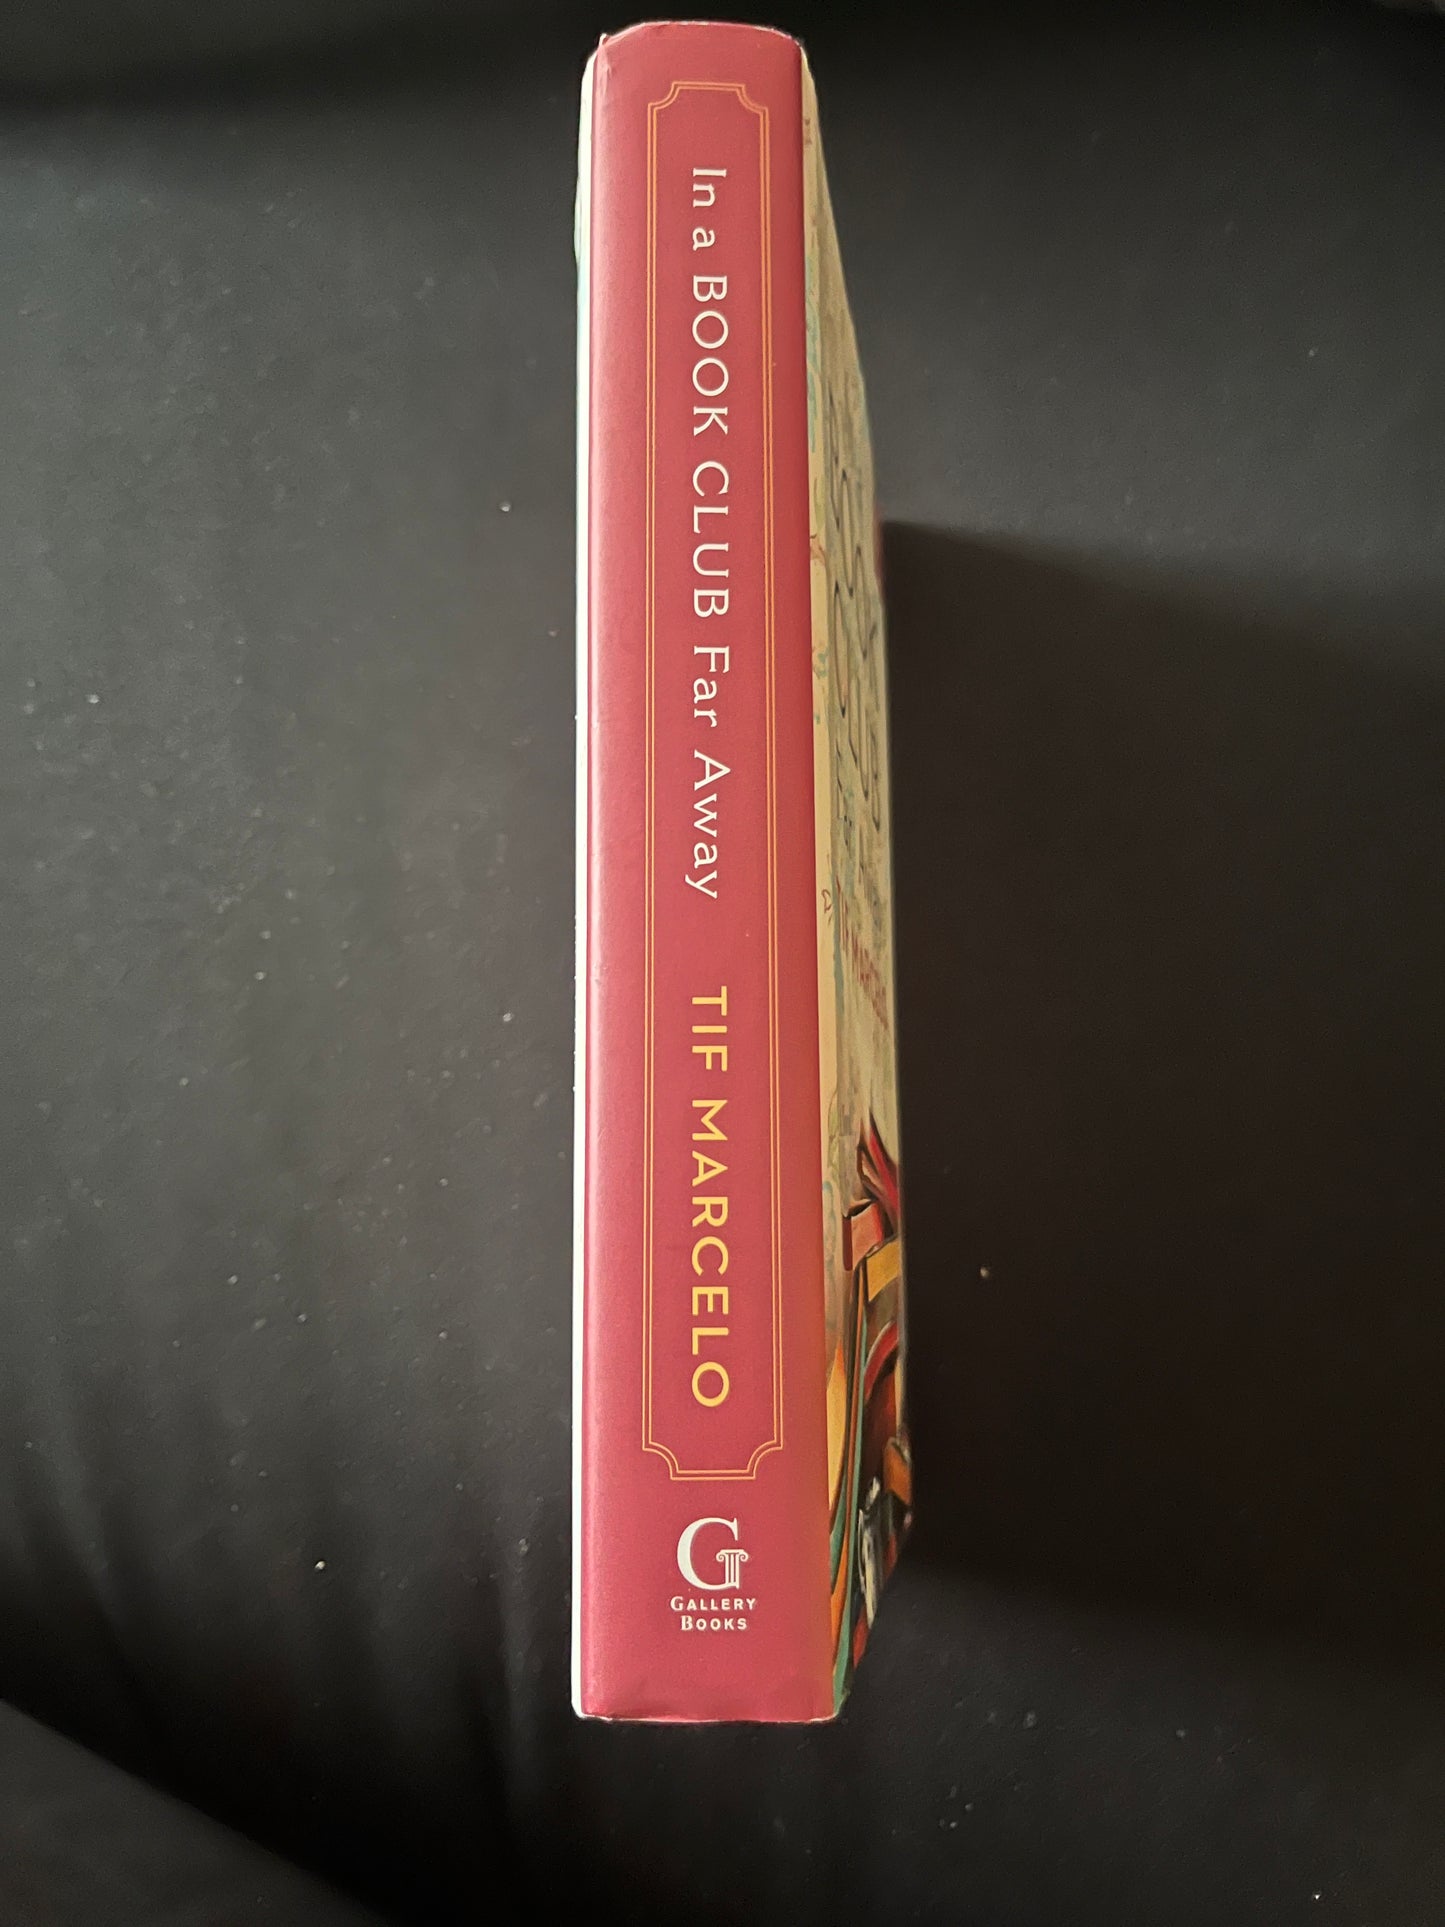 In a BOOK CLUB Far Away
TIF MARCELO
G
GALLERY
BOOKS